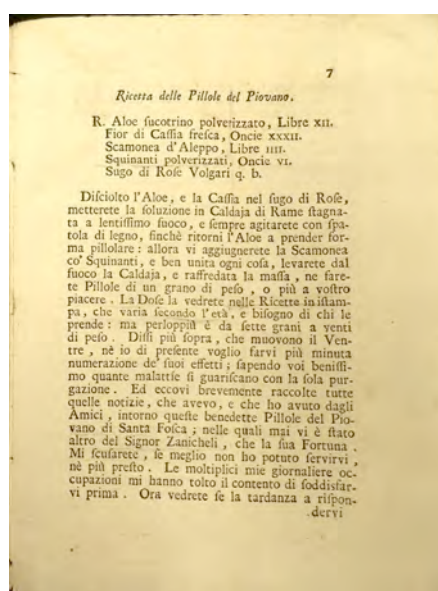 7
Ricetta delle Pillole del Piovano.
R. Aloe ſucotrino polverizzato, Libre XII.
Fior di Caſſia freſca, Oncie XXXII.
Scamonea d'Aleppo, Libre IIII.
Squinanti polverizzati, Oncie VI.
Sugo di Roſe Volgari q. b.
Diſciolto l'Aloe, e la Caſſia nel ſugo di Roſe,
metterete la ſoluzione in Caldaja di Rame ſtagna-
ta a lentiſſimo fuoco, e ſempre agitarete con ſpa-
tola di legno, finchè ritorni l'Aloe a prender for-
ma pillolare: allora vi aggiugnerete la Scamonea
co' Squinanti, e ben unita ogni coſa, levarete dal
fuoco la Caldaja, e raffredata la maſſa, ne fare-
te Pillole di un grano di peſo, o più a voſtro
piacere. La Doſe la vedrete nelle Ricette in iſtam-
pa, che varia ſecondo l'età, e biſogno di chi le
prende: ma perloppiù è da ſette grani a venti
di peſo. Diſſi più ſopra, che muovono il Ven-
tre, nè io di preſente voglio farvi più minuta
numerazione de' ſuoi effetti; ſapendo voi beniſſi-
mo quante malattie ſi guariſcano con la ſola pur-
gazione. Ed eccovi brevemente raccolte tutte
quelle notizie, che avevo, e che ho avuto dagli
Amici, intorno queſte benedette Pillole del Pio-
vano di Santa Foſca; nelle quali mai vi è ſtato
altro del Signor Zanicheli, che la ſua Fortuna.
Mi ſcuſarete, ſe meglio non ho potuto ſervirvi,
nè più preſto. Le moltiplici mie giornaliere oc-
cupazioni mi hanno tolto il contento di ſoddisfar-
vi prima. Ora vedrete ſe la tardanza a riſpon-
dervi